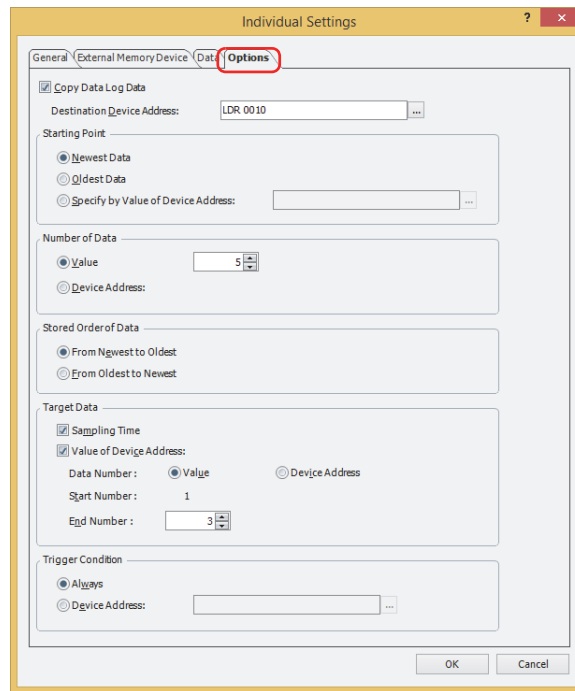 Individual Settings ? ×
General External Memory Device Data Options
Copy Data Log Data
Destination Device Address: LDR 0010 ...
Starting Point
Newest Data
Oldest Data
Specify by Value of Device Address: ...
Number of Data
Value 5
Device Address:
Stored Order of Data
From Newest to Oldest
From Oldest to Newest
Target Data
Sampling Time
Value of Device Address:
Data Number : Value Device Address
Start Number : 1
End Number : 3
Trigger Condition
Always
Device Address: ...
OK Cancel